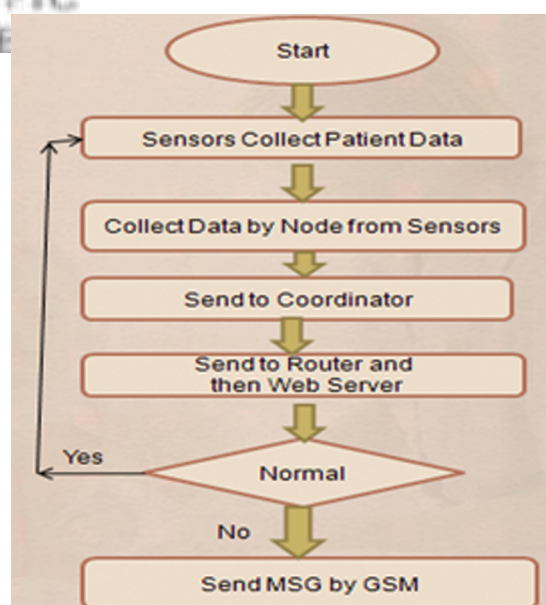 Start
Sensors Collect Patient Data
Collect Data by Node from Sensors
Send to Coordinator
Send to Router and
then Web Server
Normal
Yes
No
Send MSG by GSM